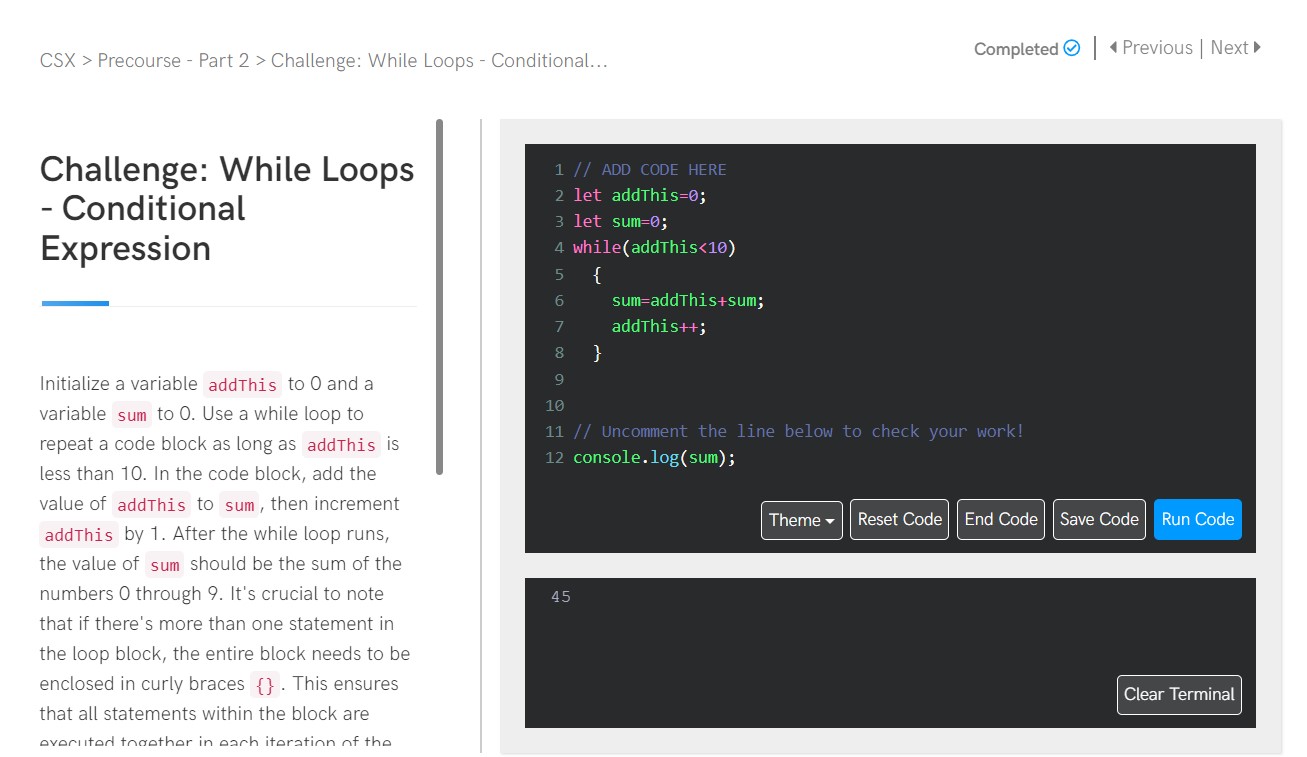 CSX > Precourse - Part 2 > Challenge: While Loops - Conditional...
Completed | Previous | Next
Challenge: While Loops
- Conditional
Expression
Initialize a variable addThis to 0 and a
variable sum to 0. Use a while loop to
repeat a code block as long as addThis is
less than 10. In the code block, add the
value of addThis to sum, then increment
addThis by 1. After the while loop runs,
the value of sum should be the sum of the
numbers 0 through 9. It's crucial to note
that if there's more than one statement in
the loop block, the entire block needs to be
enclosed in curly braces {}. This ensures
that all statements within the block are
executed together in each iteration of the
1 // ADD CODE HERE
2 let addThis=0;
3 let sum=0;
4 while(addThis<10)
5   {
6     sum=addThis+sum;
7     addThis++;
8   }
9
10
11 // Uncomment the line below to check your work!
12 console.log(sum);
Theme Reset Code End Code Save Code Run Code
45
Clear Terminal